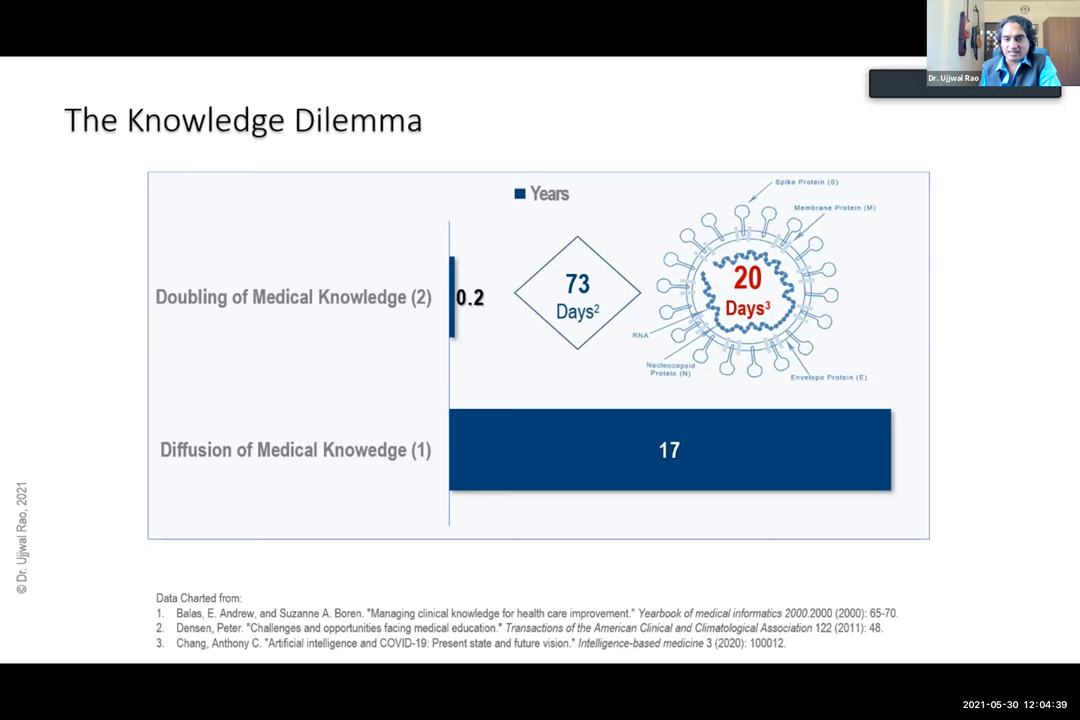 Dr. Ujjwal Rao
The Knowledge Dilemma
Years
Spike Protein (S)
Membrane Protein (M)
Doubling of Medical Knowledge (2)
0.2
73
Days²
20
Days³
RNA
Necleocapsid
Protein (N)
Envelope Protein (E)
Diffusion of Medical Knowedge (1)
17
© Dr. Ujjwal Rao, 2021
Data Charted from:
1. Balas, E. Andrew, and Suzanne A. Boren. "Managing clinical knowledge for health care improvement." Yearbook of medical informatics 2000.2000 (2000): 65-70.
2. Densen, Peter. "Challenges and opportunities facing medical education." Transactions of the American Clinical and Climatological Association 122 (2011): 48.
3. Chang, Anthony C. "Artificial intelligence and COVID-19: Present state and future vision." Intelligence-based medicine 3 (2020): 100012.
2021-05-30 12:04:39